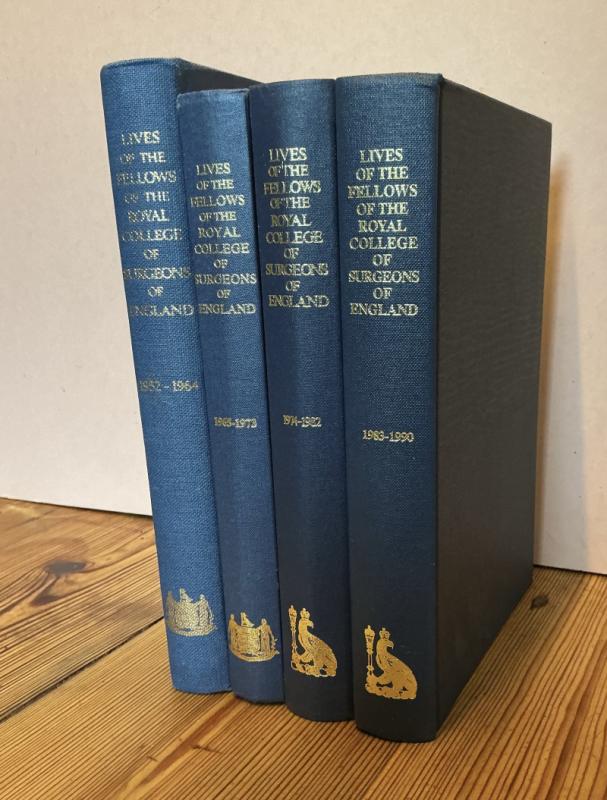 LIVES
OF THE
FELLOWS
OF THE
ROYAL
COLLEGE
OF
SURGEONS
OF
ENGLAND
1952-1964
LIVES
OF THE
FELLOWS
OF THE
ROYAL
COLLEGE
OF
SURGEONS
OF
ENGLAND
1965-1973
LIVES
OF THE
FELLOWS
OF THE
ROYAL
COLLEGE
OF
SURGEONS
OF
ENGLAND
1974-1982
LIVES
OF THE
FELLOWS
OF THE
ROYAL
COLLEGE
OF
SURGEONS
OF
ENGLAND
1983-1990